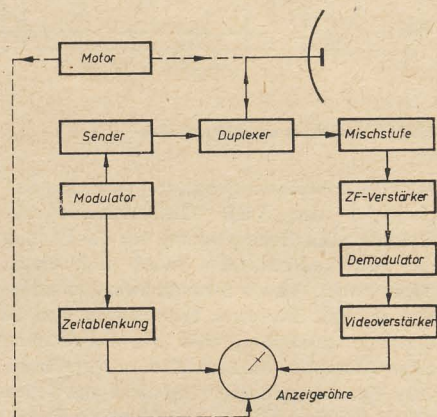 Motor
Sender
Duplexer
Mischstufe
Modulator
ZF-Verstärker
Demodulator
Zeitablenkung
Videoverstärker
Anzeigeröhre